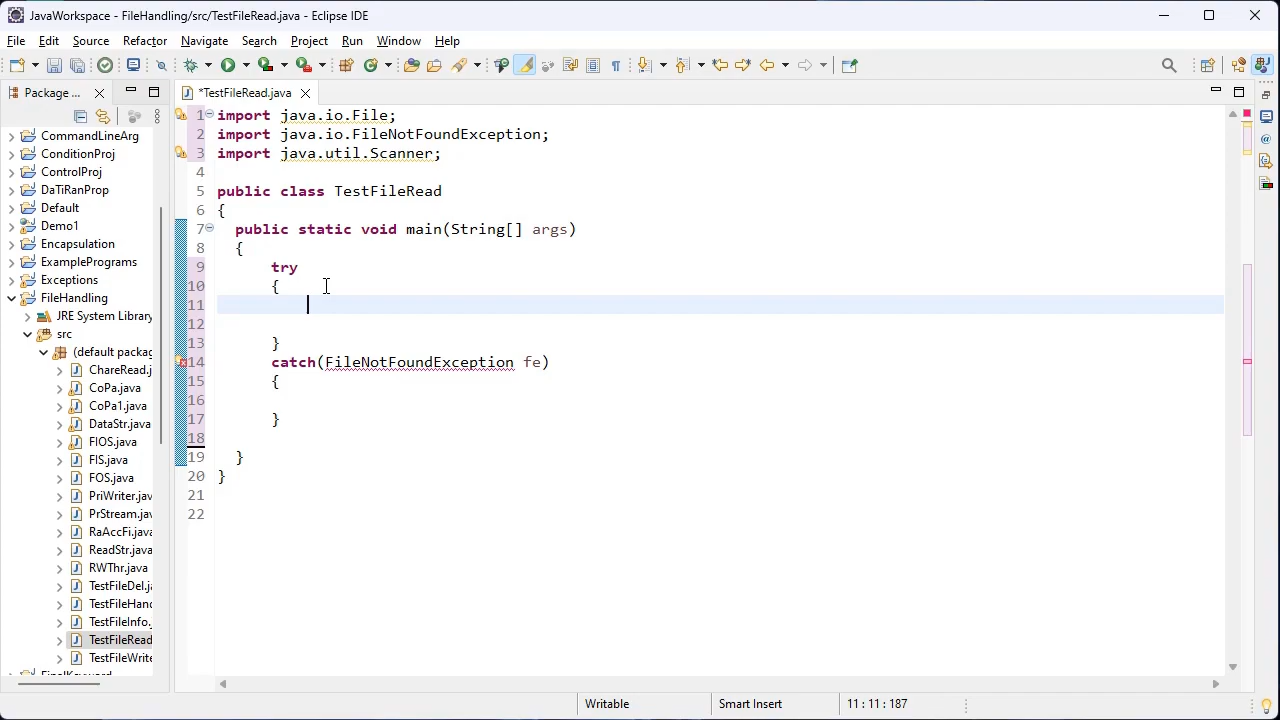 JavaWorkspace - FileHandling/src/TestFileRead.java - Eclipse IDE
File Edit Source Refactor Navigate Search Project Run Window Help
Package ...
*TestFileRead.java
CommandLineArg
ConditionProj
ControlProj
DaTiRanProp
Default
Demo1
Encapsulation
ExamplePrograms
Exceptions
FileHandling
JRE System Library
src
(default packag
ChareRead.j
CoPa.java
CoPa1.java
DataStr.java
FIOS.java
FIS.java
FOS.java
PriWriter.jav
PrStream.jav
RaAccFi.java
ReadStr.java
RWThr.java
TestFileDel.j
TestFileHand
TestFileInfo.
TestFileRead
TestFileWrite
1 import java.io.File;
2 import java.io.FileNotFoundException;
3 import java.util.Scanner;
4
5 public class TestFileRead
6 {
7 public static void main(String[] args)
8 {
9 try
10 {
11
12
13 }
14 catch(FileNotFoundException fe)
15 {
16
17 }
18
19 }
20 }
21
22
Writable
Smart Insert
11 : 11 : 187